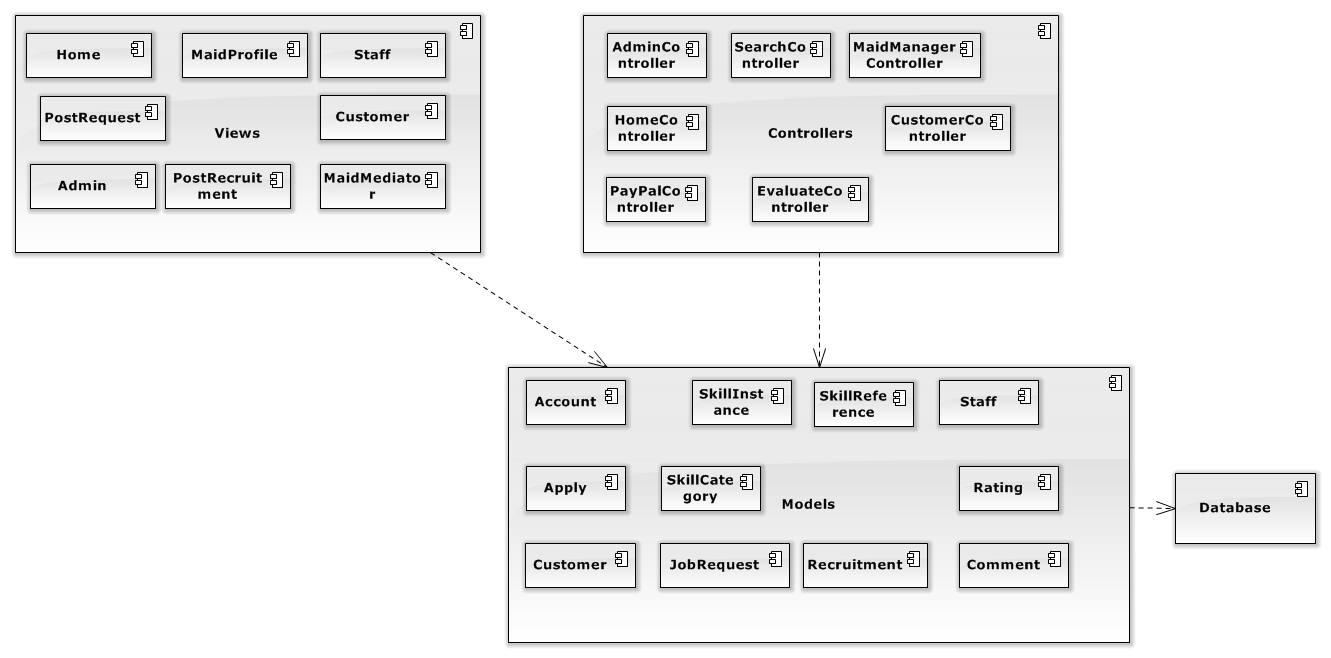 Home
MaidProfile
Staff
PostRequest
Views
Customer
Admin
PostRecruit
ment
MaidMediato
r
AdminCo
ntroller
SearchCo
ntroller
MaidManager
Controller
HomeCo
ntroller
Controllers
CustomerCo
ntroller
PayPalCo
ntroller
EvaluateCo
ntroller
Account
SkillInst
ance
SkillRefe
rence
Staff
Apply
SkillCate
gory
Models
Rating
Customer
JobRequest
Recruitment
Comment
Database